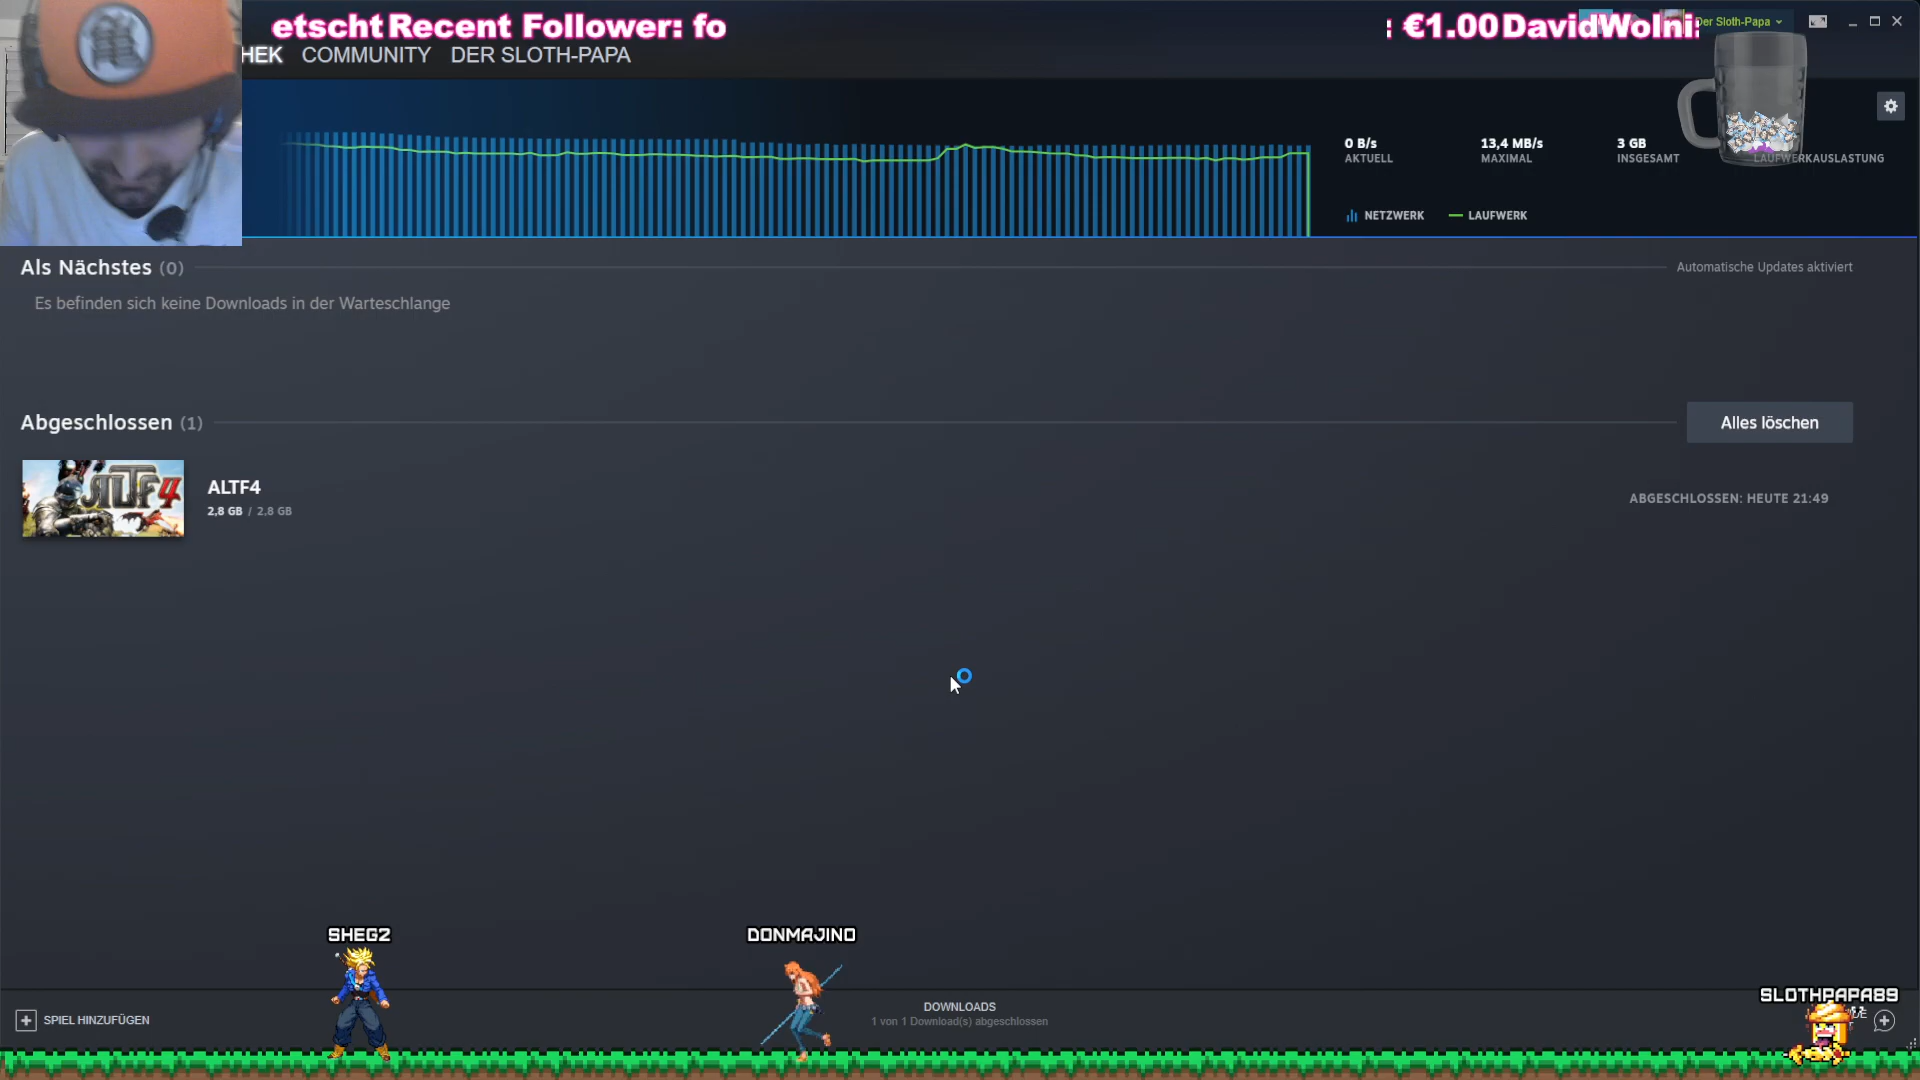 etscht Recent Follower: fo
: €1.00 DavidWolni:
Der Sloth-Papa
HEK COMMUNITY DER SLOTH-PAPA
0 B/s
AKTUELL
13,4 MB/s
MAXIMAL
3 GB
INSGESAMT
LAUFWERKAUSLASTUNG
NETZWERK
LAUFWERK
Als Nächstes (0)
Automatische Updates aktiviert
Es befinden sich keine Downloads in der Warteschlange
Abgeschlossen (1)
Alles löschen
ALTF4
ALTF4
2,8 GB / 2,8 GB
ABGESCHLOSSEN: HEUTE 21:49
SHEG2
DONMAJINO
SLOTHPAPA89
SPIEL HINZUFÜGEN
DOWNLOADS
1 von 1 Download(s) abgeschlossen